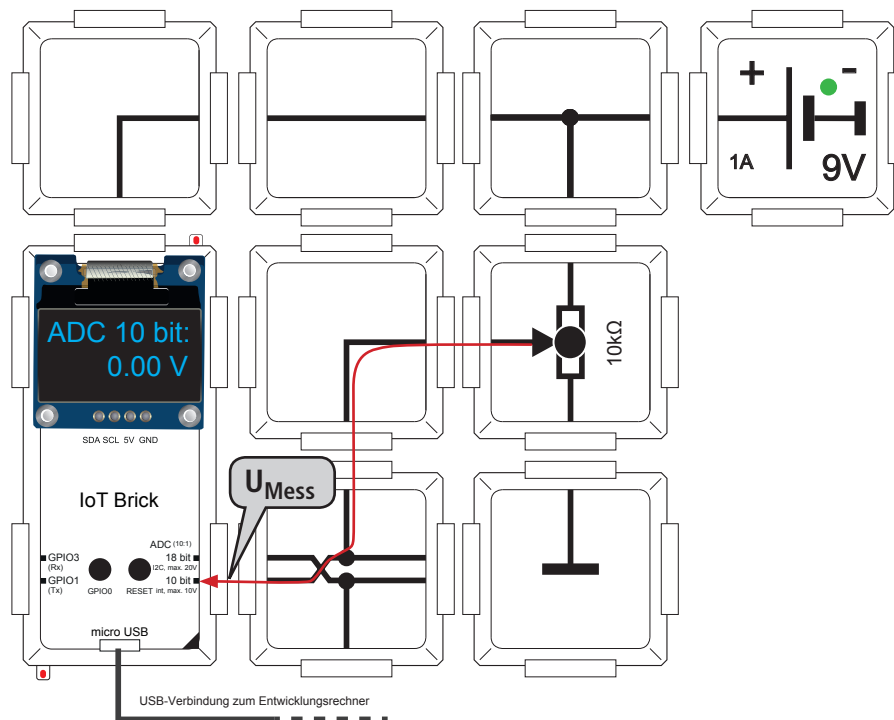 +
-
1A
9V
ADC 10 bit:
0.00 V
SDA SCL 5V GND
10kΩ
IoT Brick
U Mess
ADC (10:1)
GPIO3
(Rx)
18 bit
I2C, max. 20V
GPIO1
(Tx)
GPIO0
RESET
10 bit
int, max. 10V
micro USB
USB-Verbindung zum Entwicklungsrechner